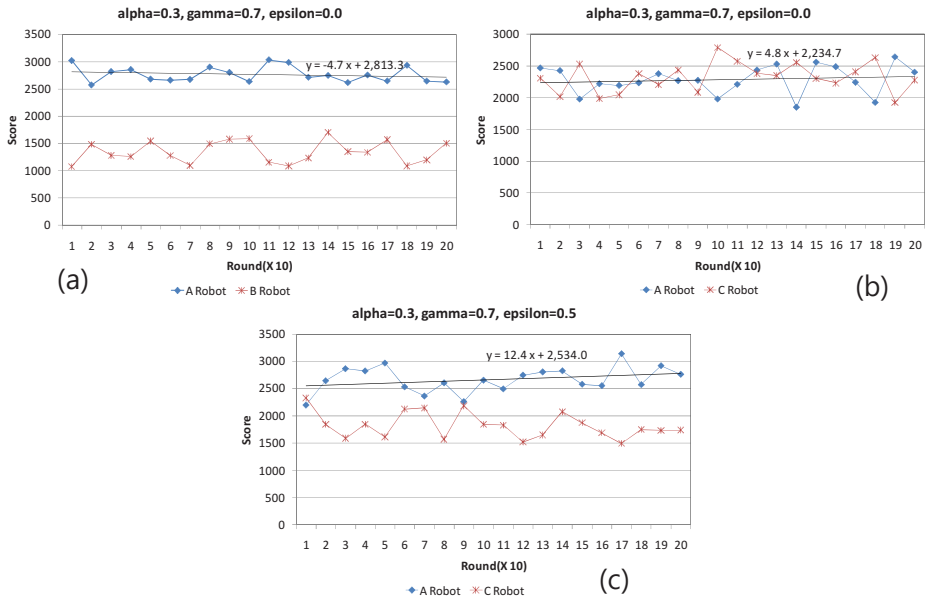 alpha=0.3, gamma=0.7, epsilon=0.0
3500
3000
2500
2000
1500
1000
500
0
Score
y = -4.7 x + 2,813.3
1 2 3 4 5 6 7 8 9 10 11 12 13 14 15 16 17 18 19 20
Round(X 10)
A Robot B Robot
(a)
alpha=0.3, gamma=0.7, epsilon=0.0
3000
2500
2000
1500
1000
500
0
Score
y = 4.8 x + 2,234.7
1 2 3 4 5 6 7 8 9 10 11 12 13 14 15 16 17 18 19 20
Round(X 10)
A Robot C Robot
(b)
alpha=0.3, gamma=0.7, epsilon=0.5
3500
3000
2500
2000
1500
1000
500
0
Score
y = 12.4 x + 2,534.0
1 2 3 4 5 6 7 8 9 10 11 12 13 14 15 16 17 18 19 20
Round(X 10)
A Robot C Robot
(c)